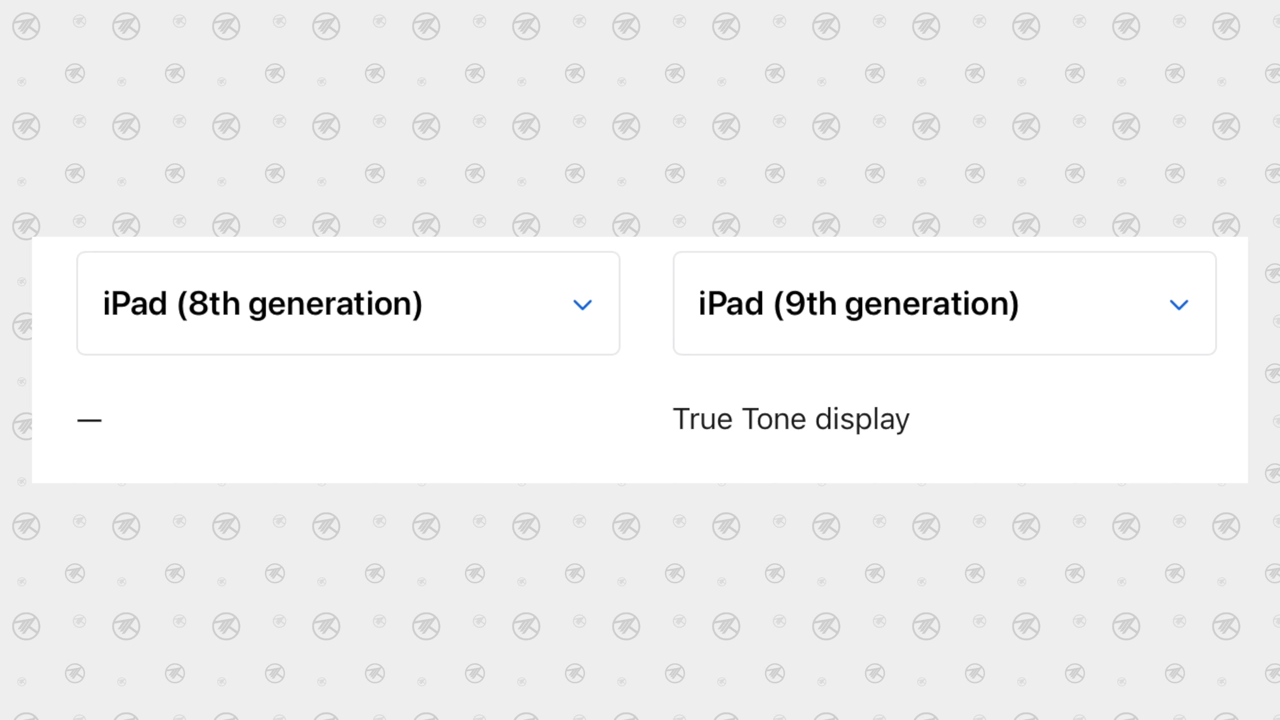 iPad (8th generation)
iPad (9th generation)
—
True Tone display